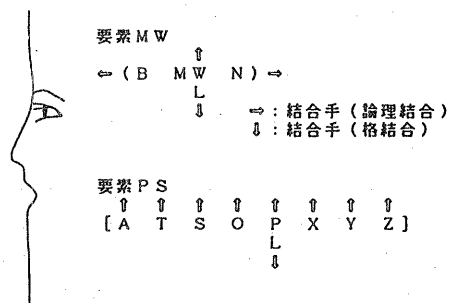 要素MW
⇧
⇦(B MW N)⇨
L
⇩ ⇨:結合手(論理結合)
⇩:結合手(格結合)
要素PS
⇧ ⇧ ⇧ ⇧ ⇧ ⇧ ⇧ ⇧
[A T S O P X Y Z]
L
⇩